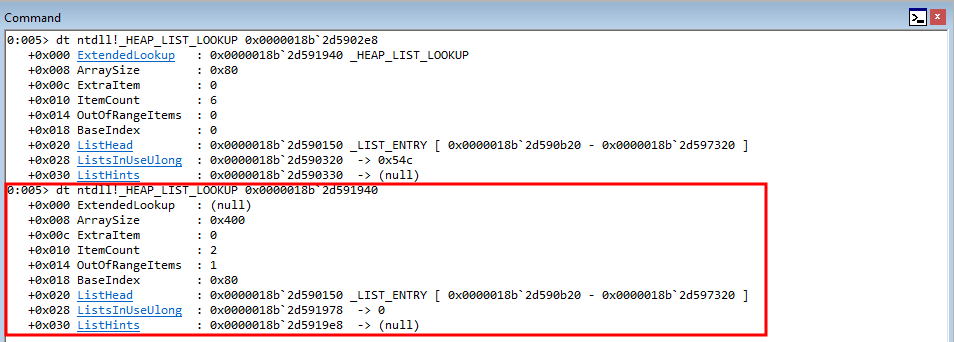 Command
0:005> dt ntdll!_HEAP_LIST_LOOKUP 0x0000018b`2d5902e8
+0x000 ExtendedLookup : 0x0000018b`2d591940 _HEAP_LIST_LOOKUP
+0x008 ArraySize : 0x80
+0x00c ExtraItem : 0
+0x010 ItemCount : 6
+0x014 OutOfRangeItems : 0
+0x018 BaseIndex : 0
+0x020 ListHead : 0x0000018b`2d590150 _LIST_ENTRY [ 0x0000018b`2d590b20 - 0x0000018b`2d597320 ]
+0x028 ListsInUseUlong : 0x0000018b`2d590320 -> 0x54c
+0x030 ListHints : 0x0000018b`2d590330 -> (null)
0:005> dt ntdll!_HEAP_LIST_LOOKUP 0x0000018b`2d591940
+0x000 ExtendedLookup : (null)
+0x008 ArraySize : 0x400
+0x00c ExtraItem : 0
+0x010 ItemCount : 2
+0x014 OutOfRangeItems : 1
+0x018 BaseIndex : 0x80
+0x020 ListHead : 0x0000018b`2d590150 _LIST_ENTRY [ 0x0000018b`2d590b20 - 0x0000018b`2d597320 ]
+0x028 ListsInUseUlong : 0x0000018b`2d591978 -> 0
+0x030 ListHints : 0x0000018b`2d5919e8 -> (null)